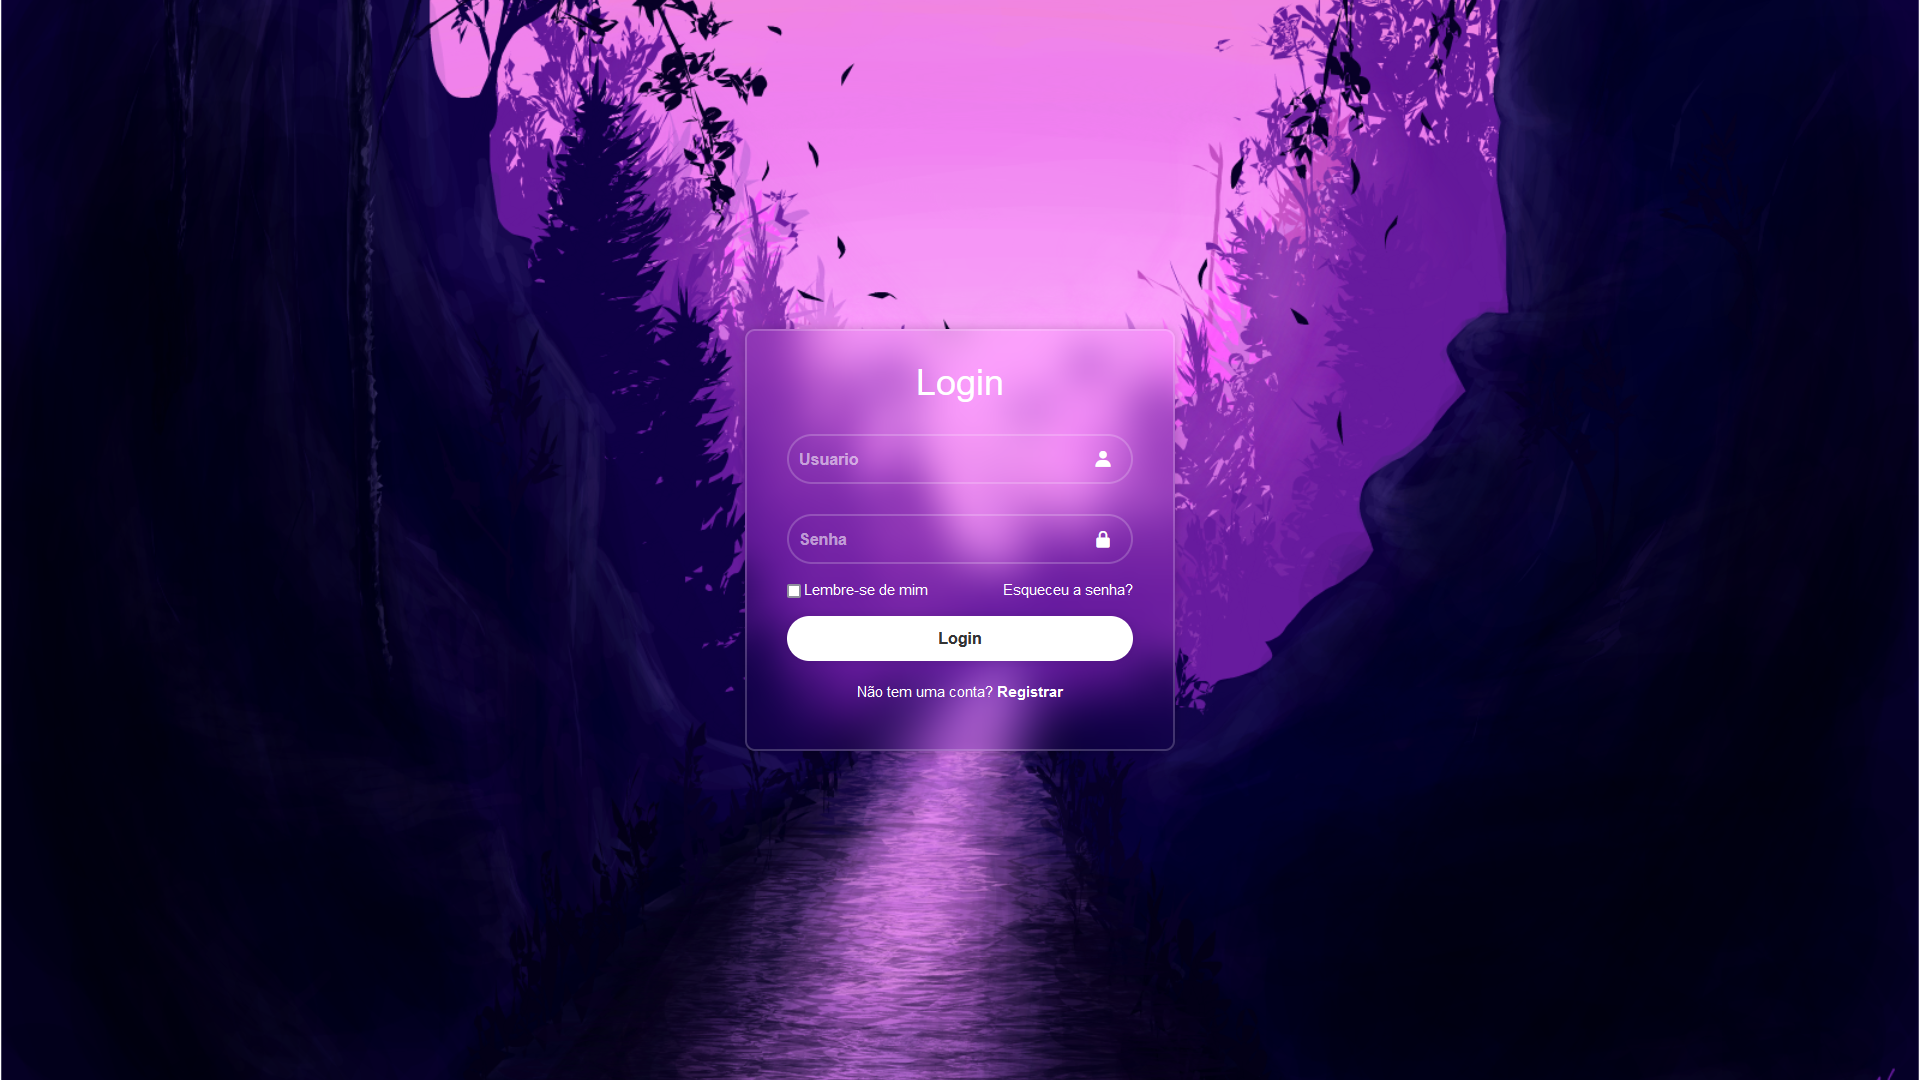 Login
Usuario
Senha
Lembre-se de mim Esqueceu a senha?
Login
Não tem uma conta? Registrar